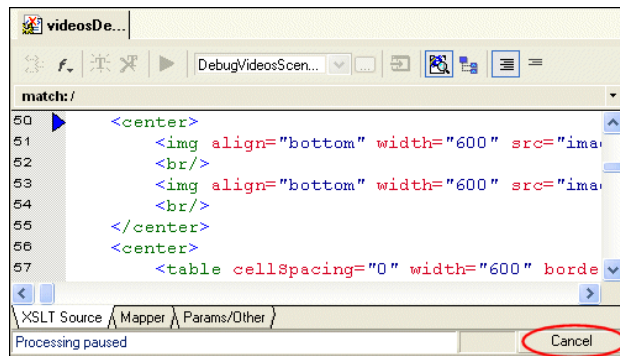 videosDe...
f
DebugVideosScen... ...
match: /
50 <center>
51 <img align="bottom" width="600" src="ima
52 <br/>
53 <img align="bottom" width="600" src="ima
54 <br/>
55 </center>
56 <center>
57 <table cellSpacing="0" width="600" borde
XSLT Source Mapper Params/Other
Processing paused Cancel